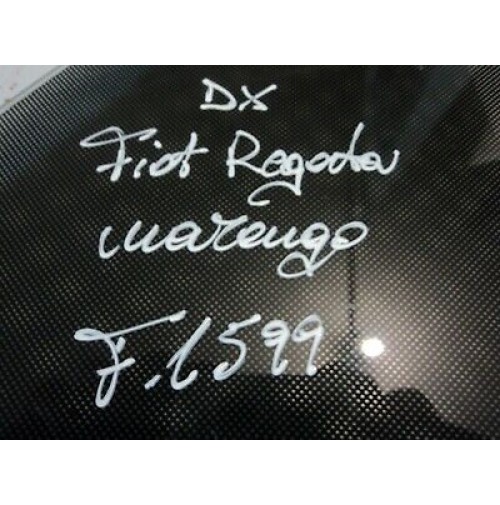 DX
Fiat Regata
marengo
F.1599